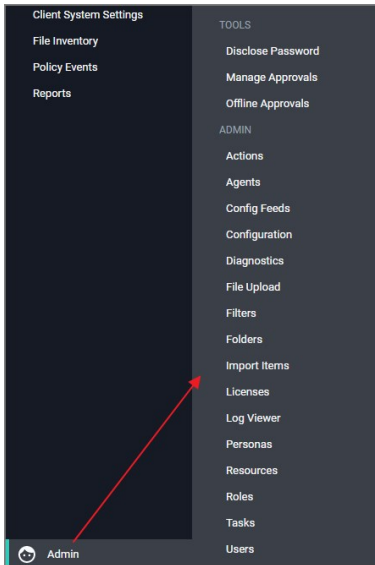 Client System Settings
File Inventory
Policy Events
Reports
Admin
TOOLS
Disclose Password
Manage Approvals
Offline Approvals
ADMIN
Actions
Agents
Config Feeds
Configuration
Diagnostics
File Upload
Filters
Folders
Import Items
Licenses
Log Viewer
Personas
Resources
Roles
Tasks
Users